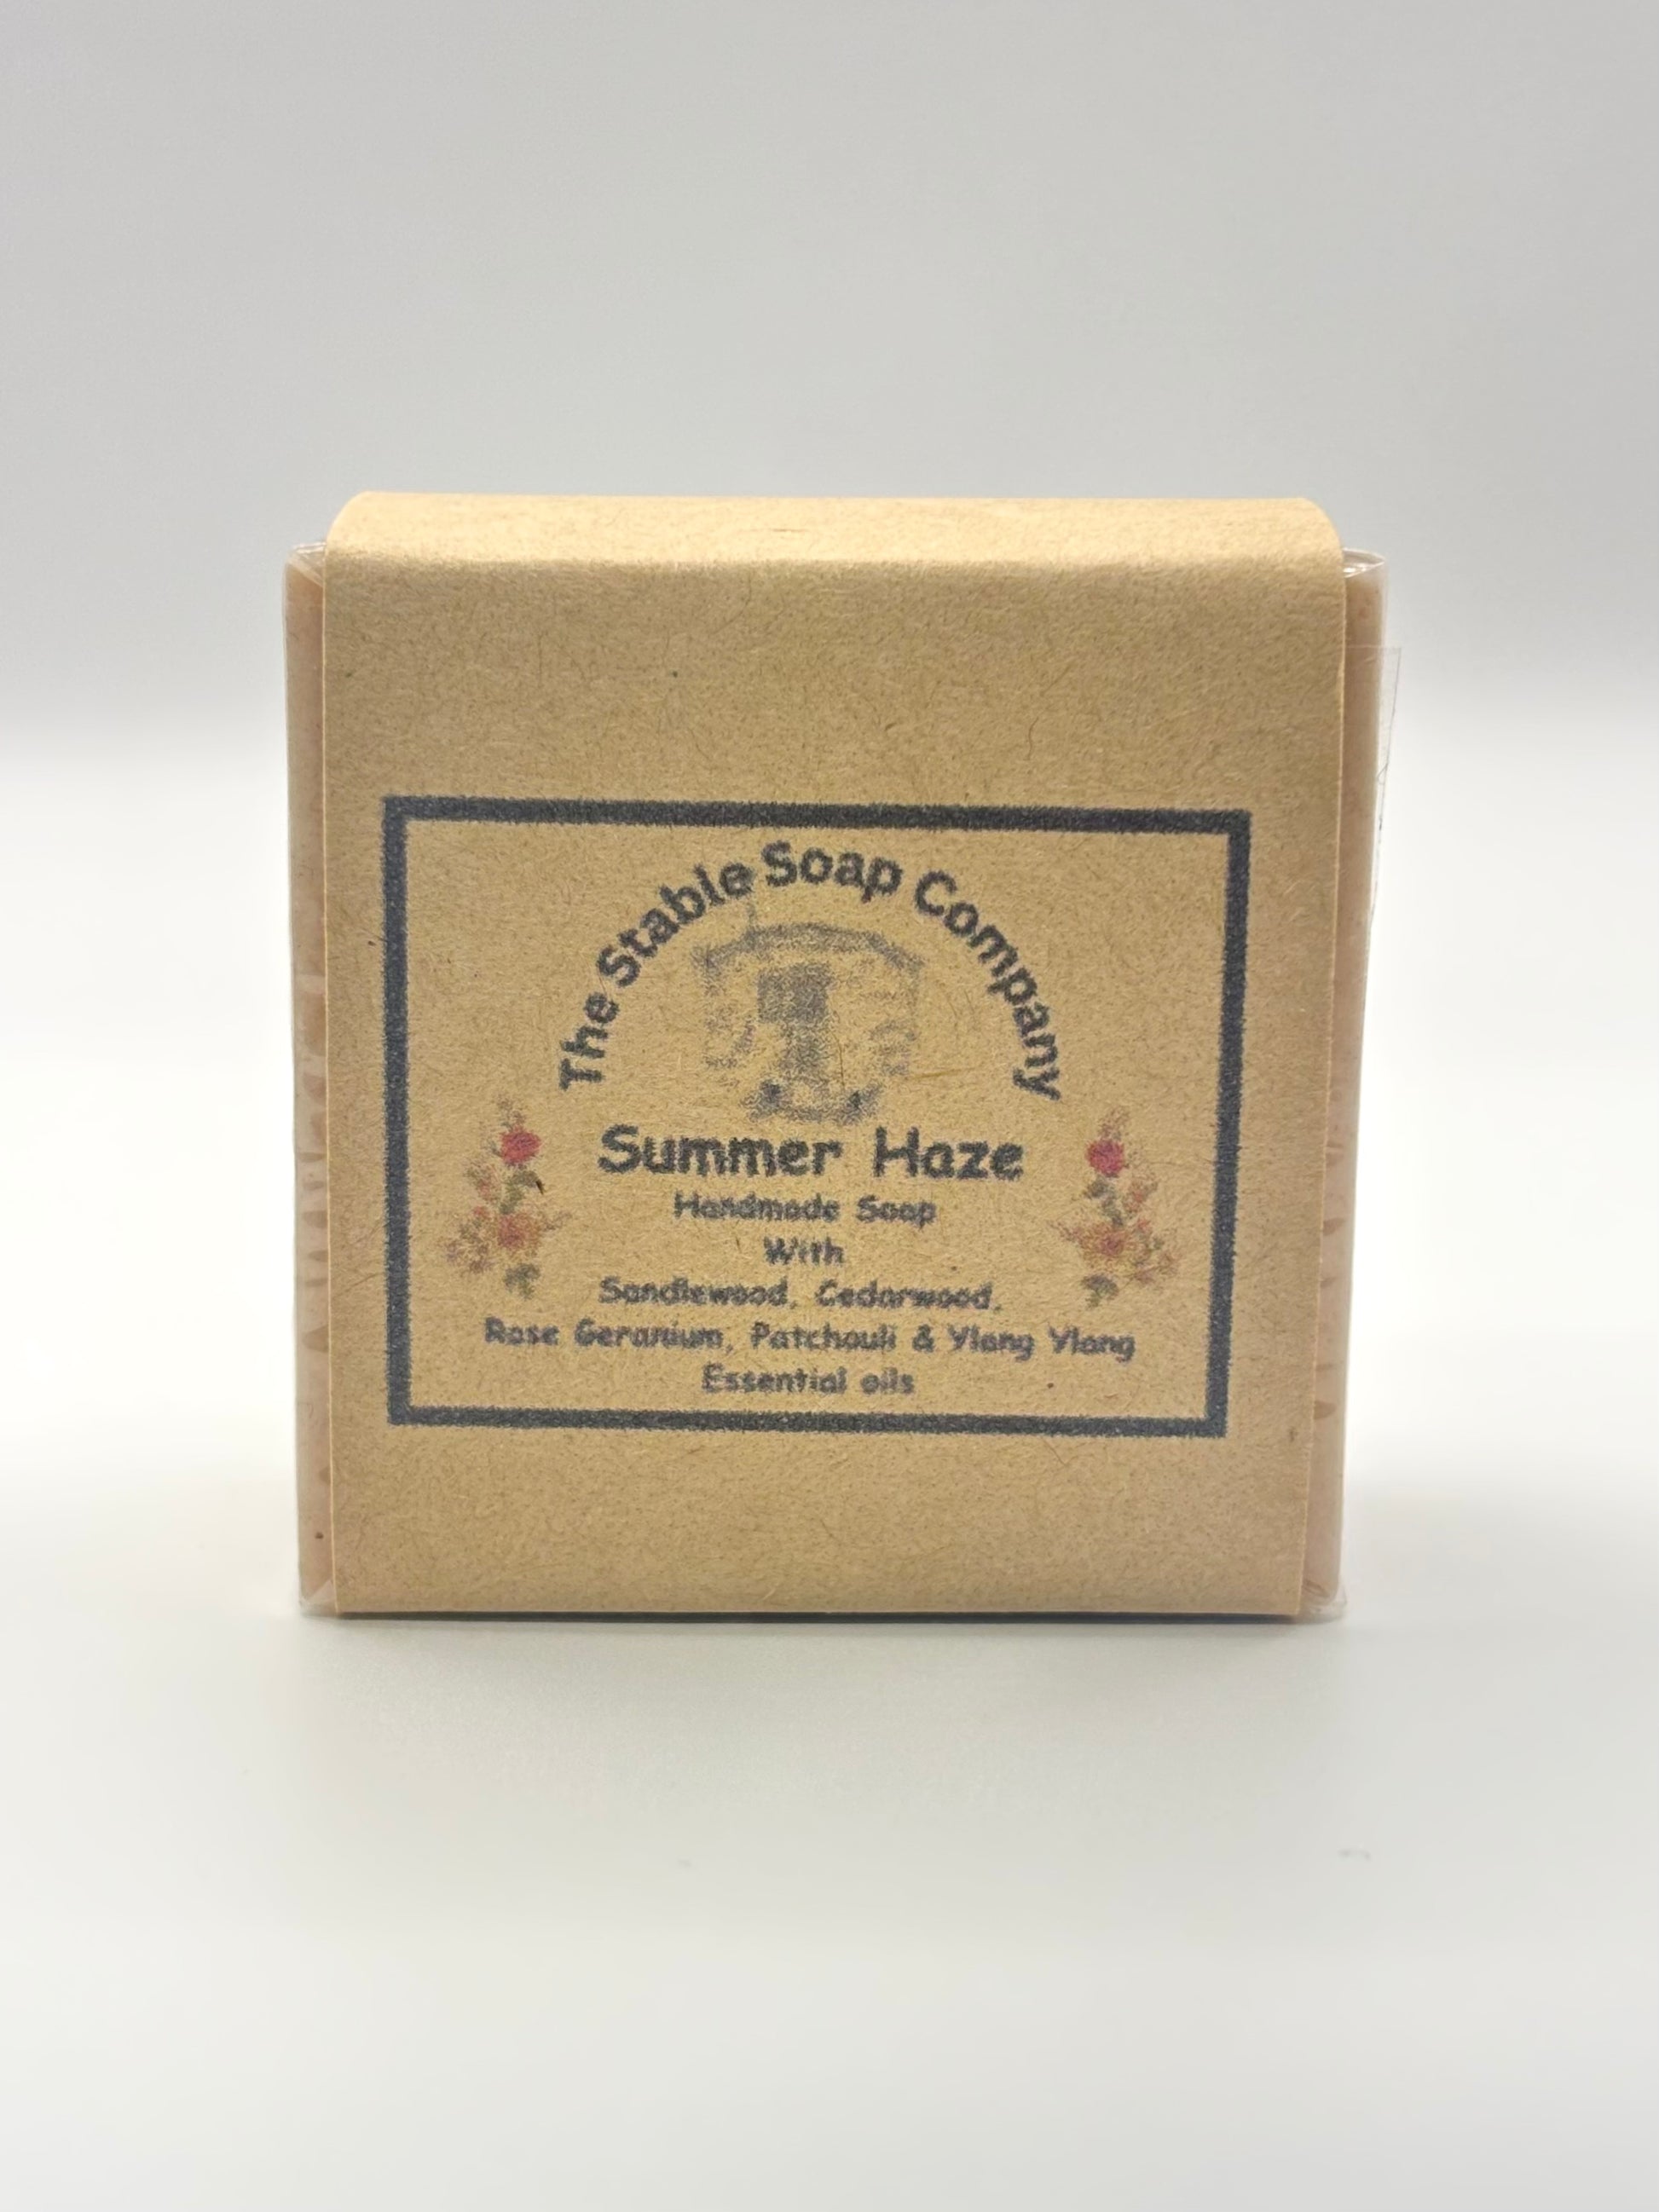 The Stable Soap Company
Summer Haze
Handmade Soap
With
Sandlewood, Cedarwood,
Rose Geranium, Patchouli & Ylang Ylang
Essential oils